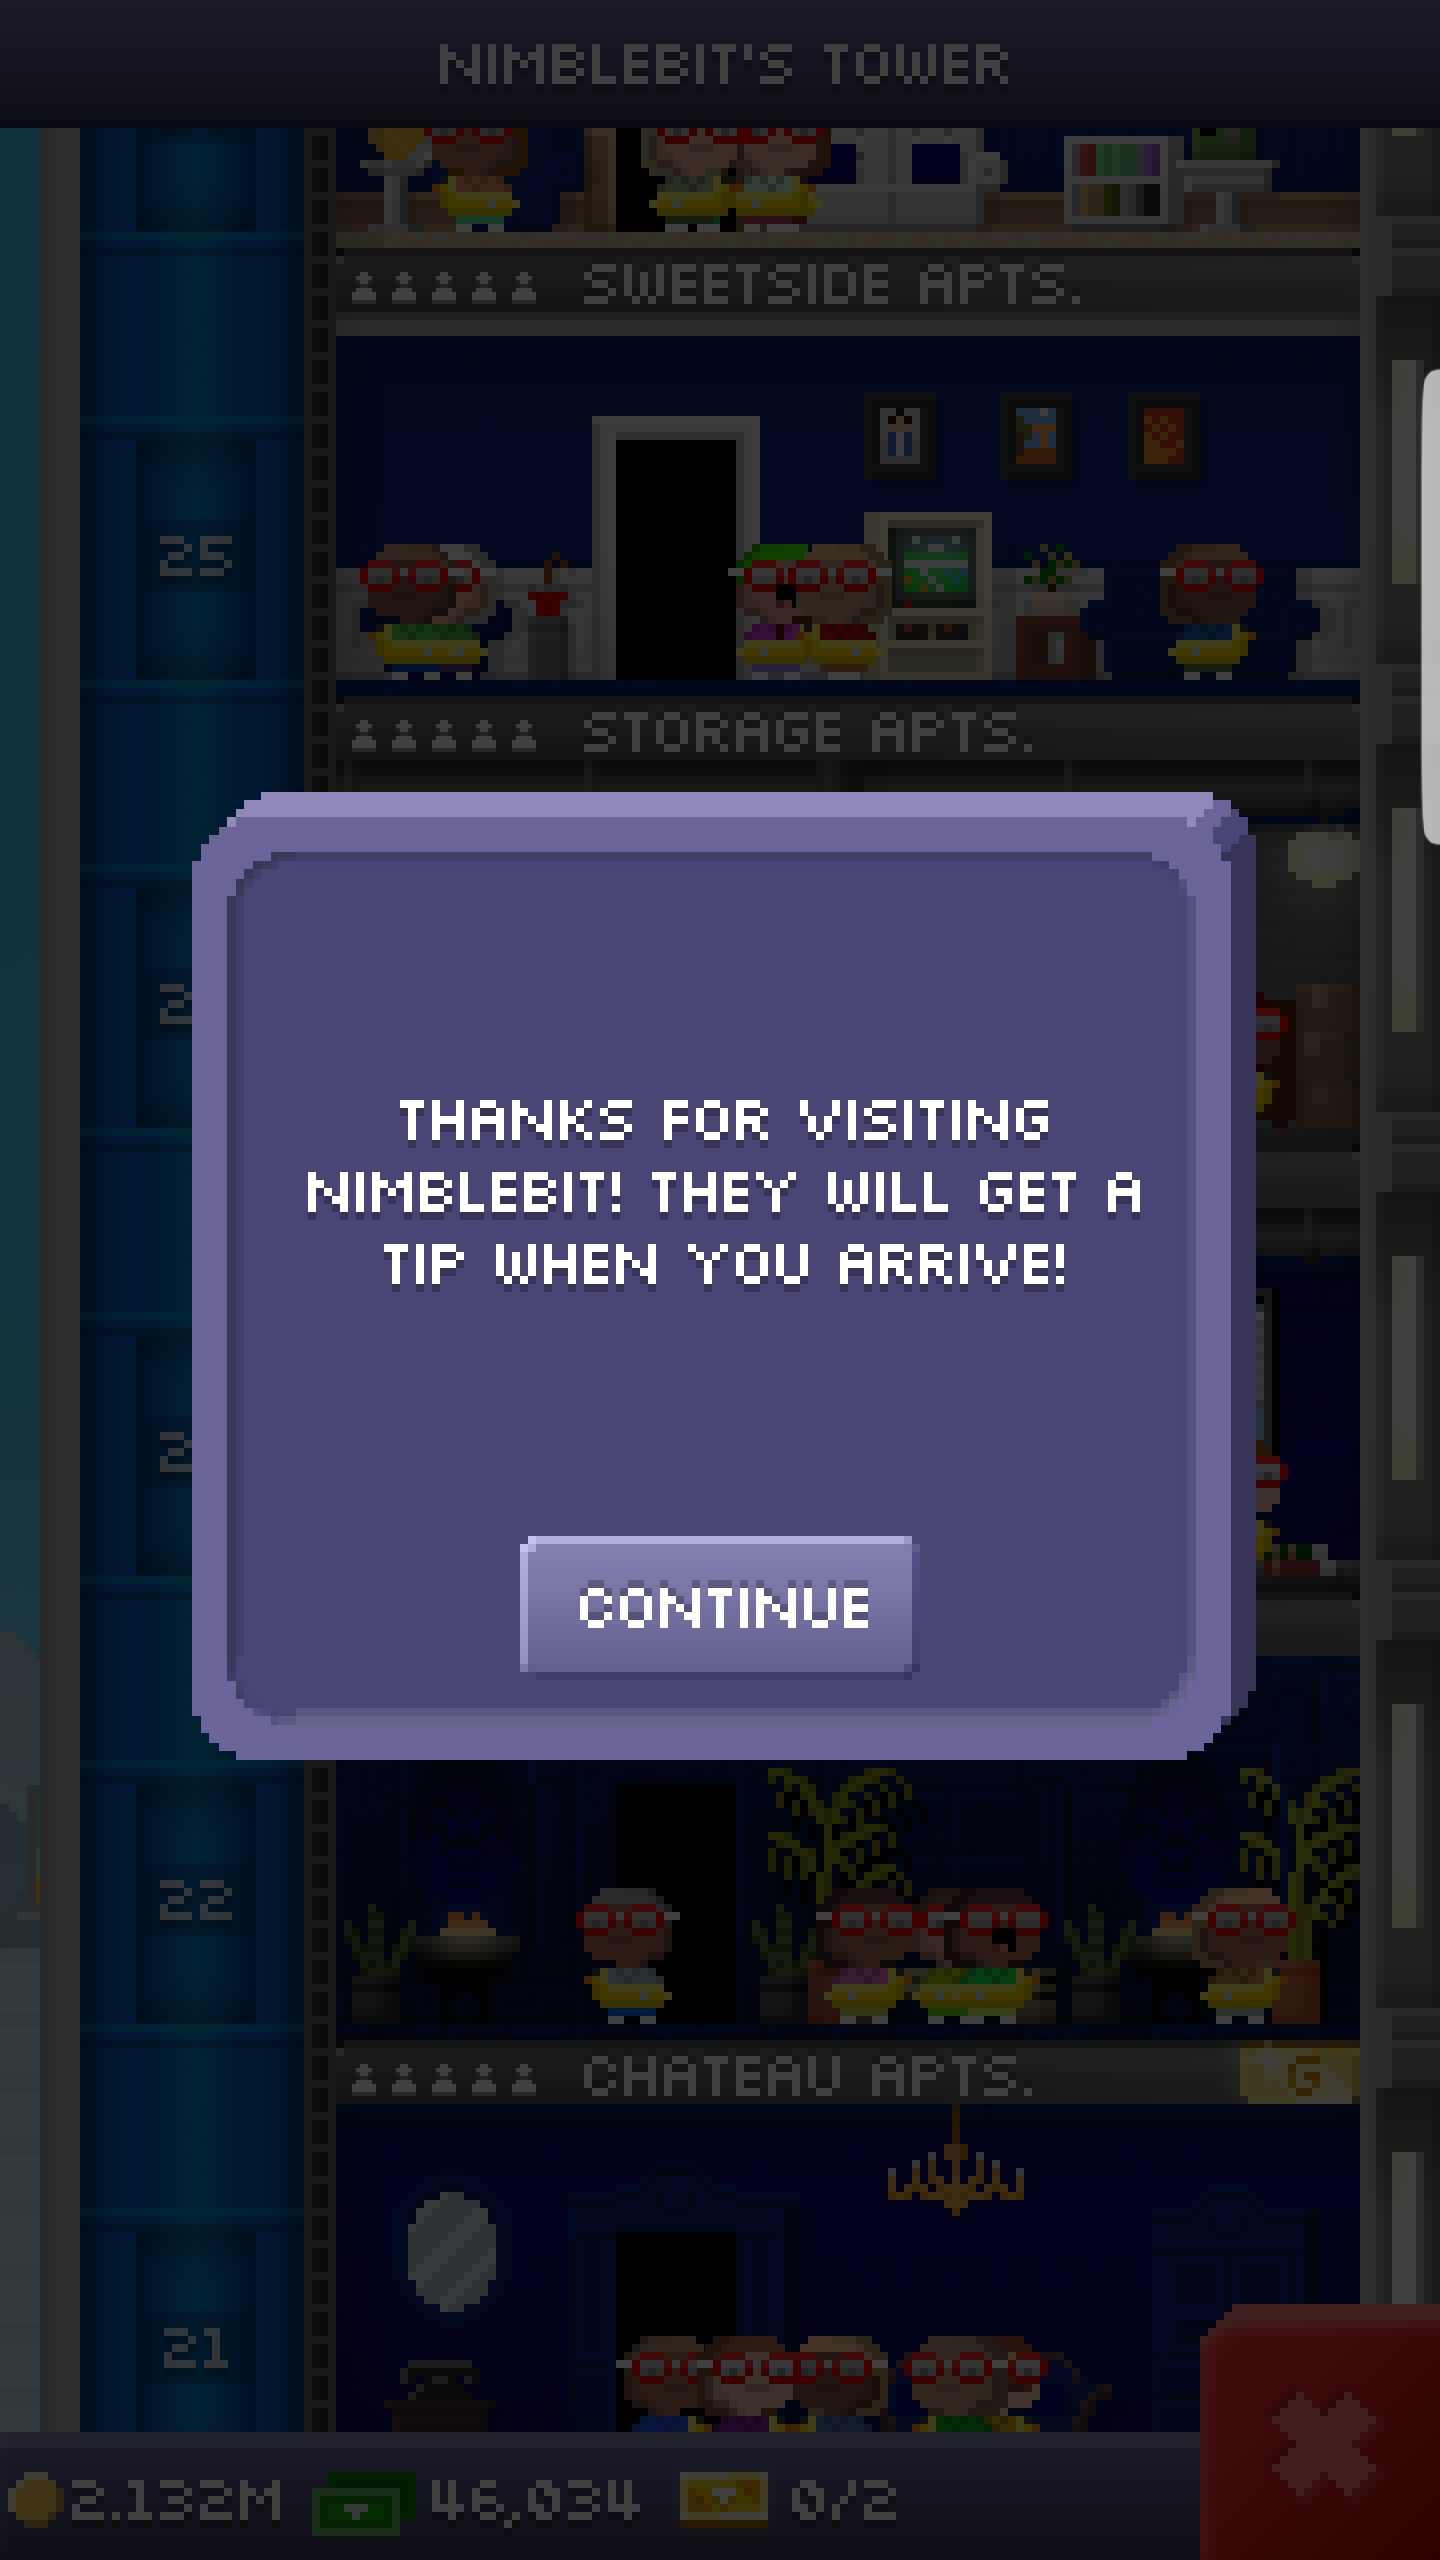 NIMBLEBIT'S TOWER
SWEETSIDE APTS.
25
STORAGE APTS.
THANKS FOR VISITING
NIMBLEBIT! THEY WILL GET A
TIP WHEN YOU ARRIVE!
CONTINUE
22
CHATEAU APTS.
G
21
2.132M
46,034
0/2